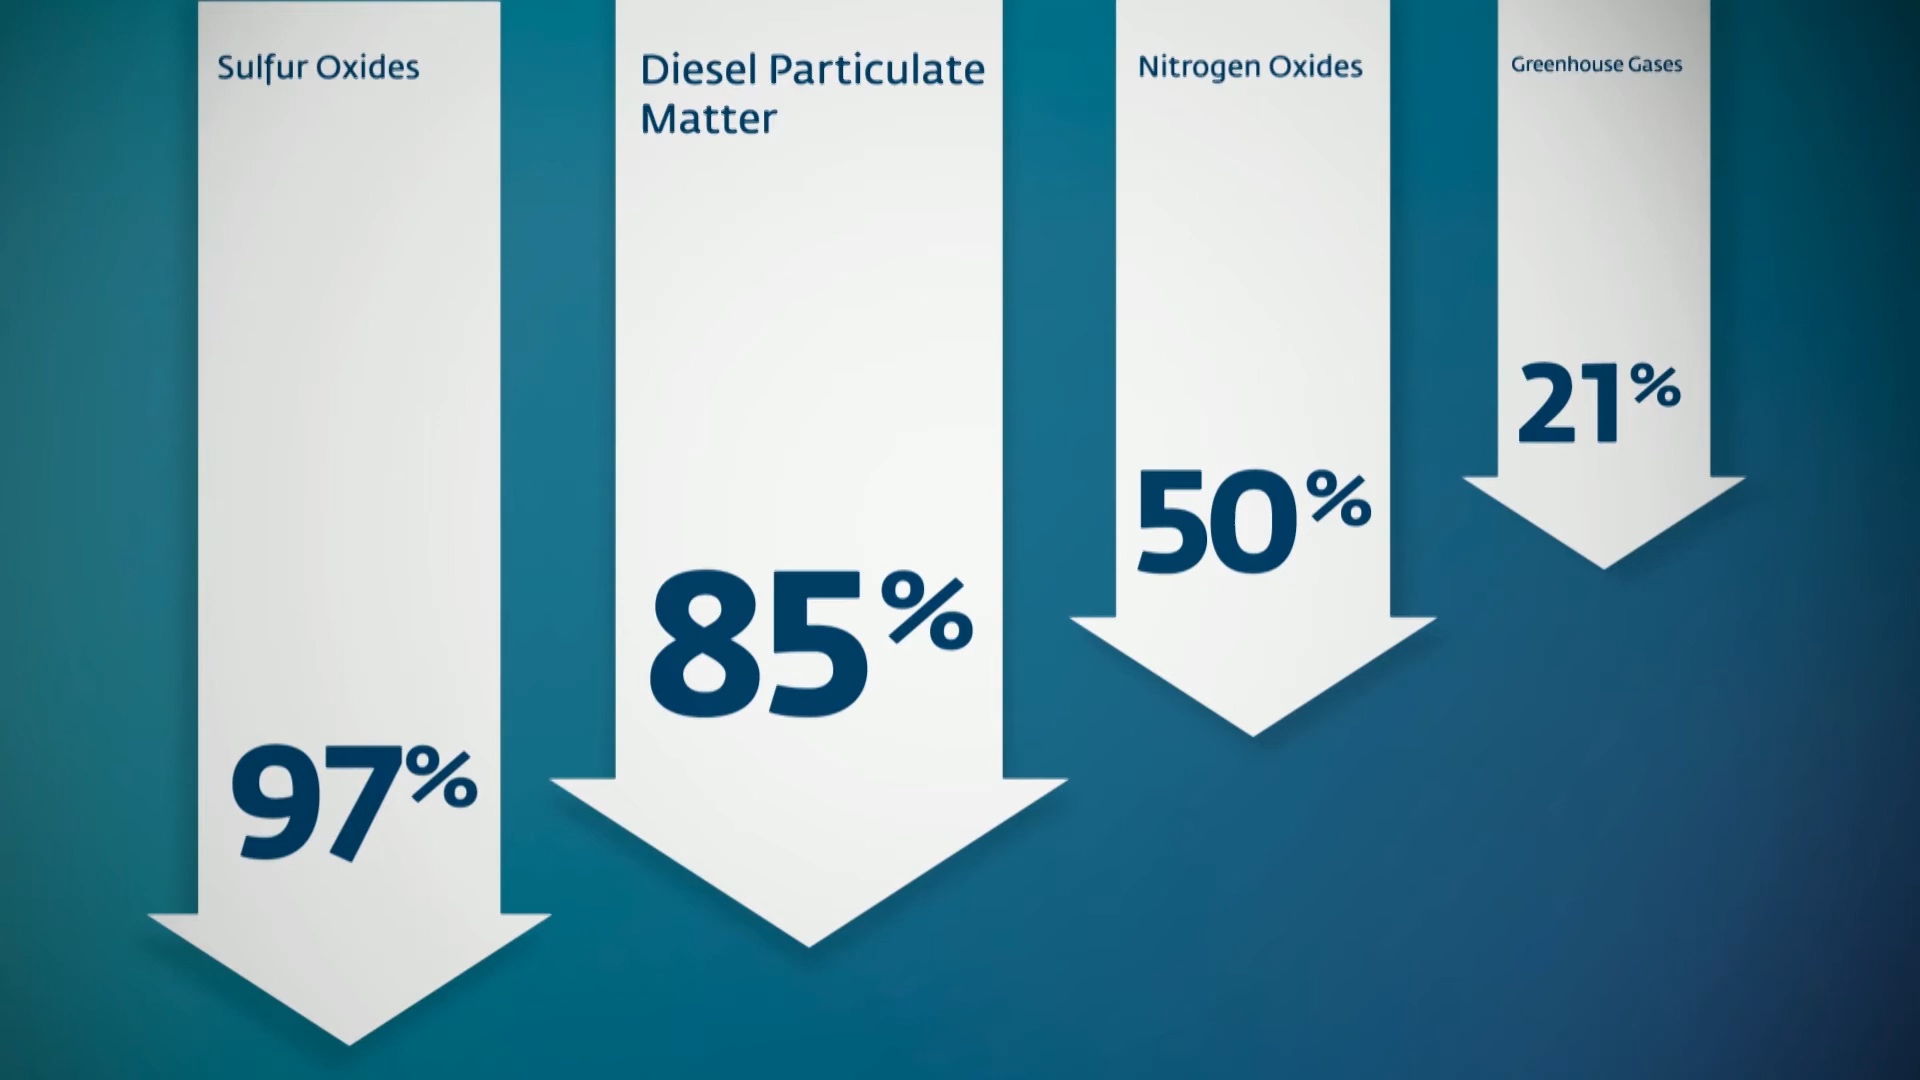 Sulfur Oxides
97%
Diesel Particulate
Matter
85%
Nitrogen Oxides
50%
Greenhouse Gases
21%